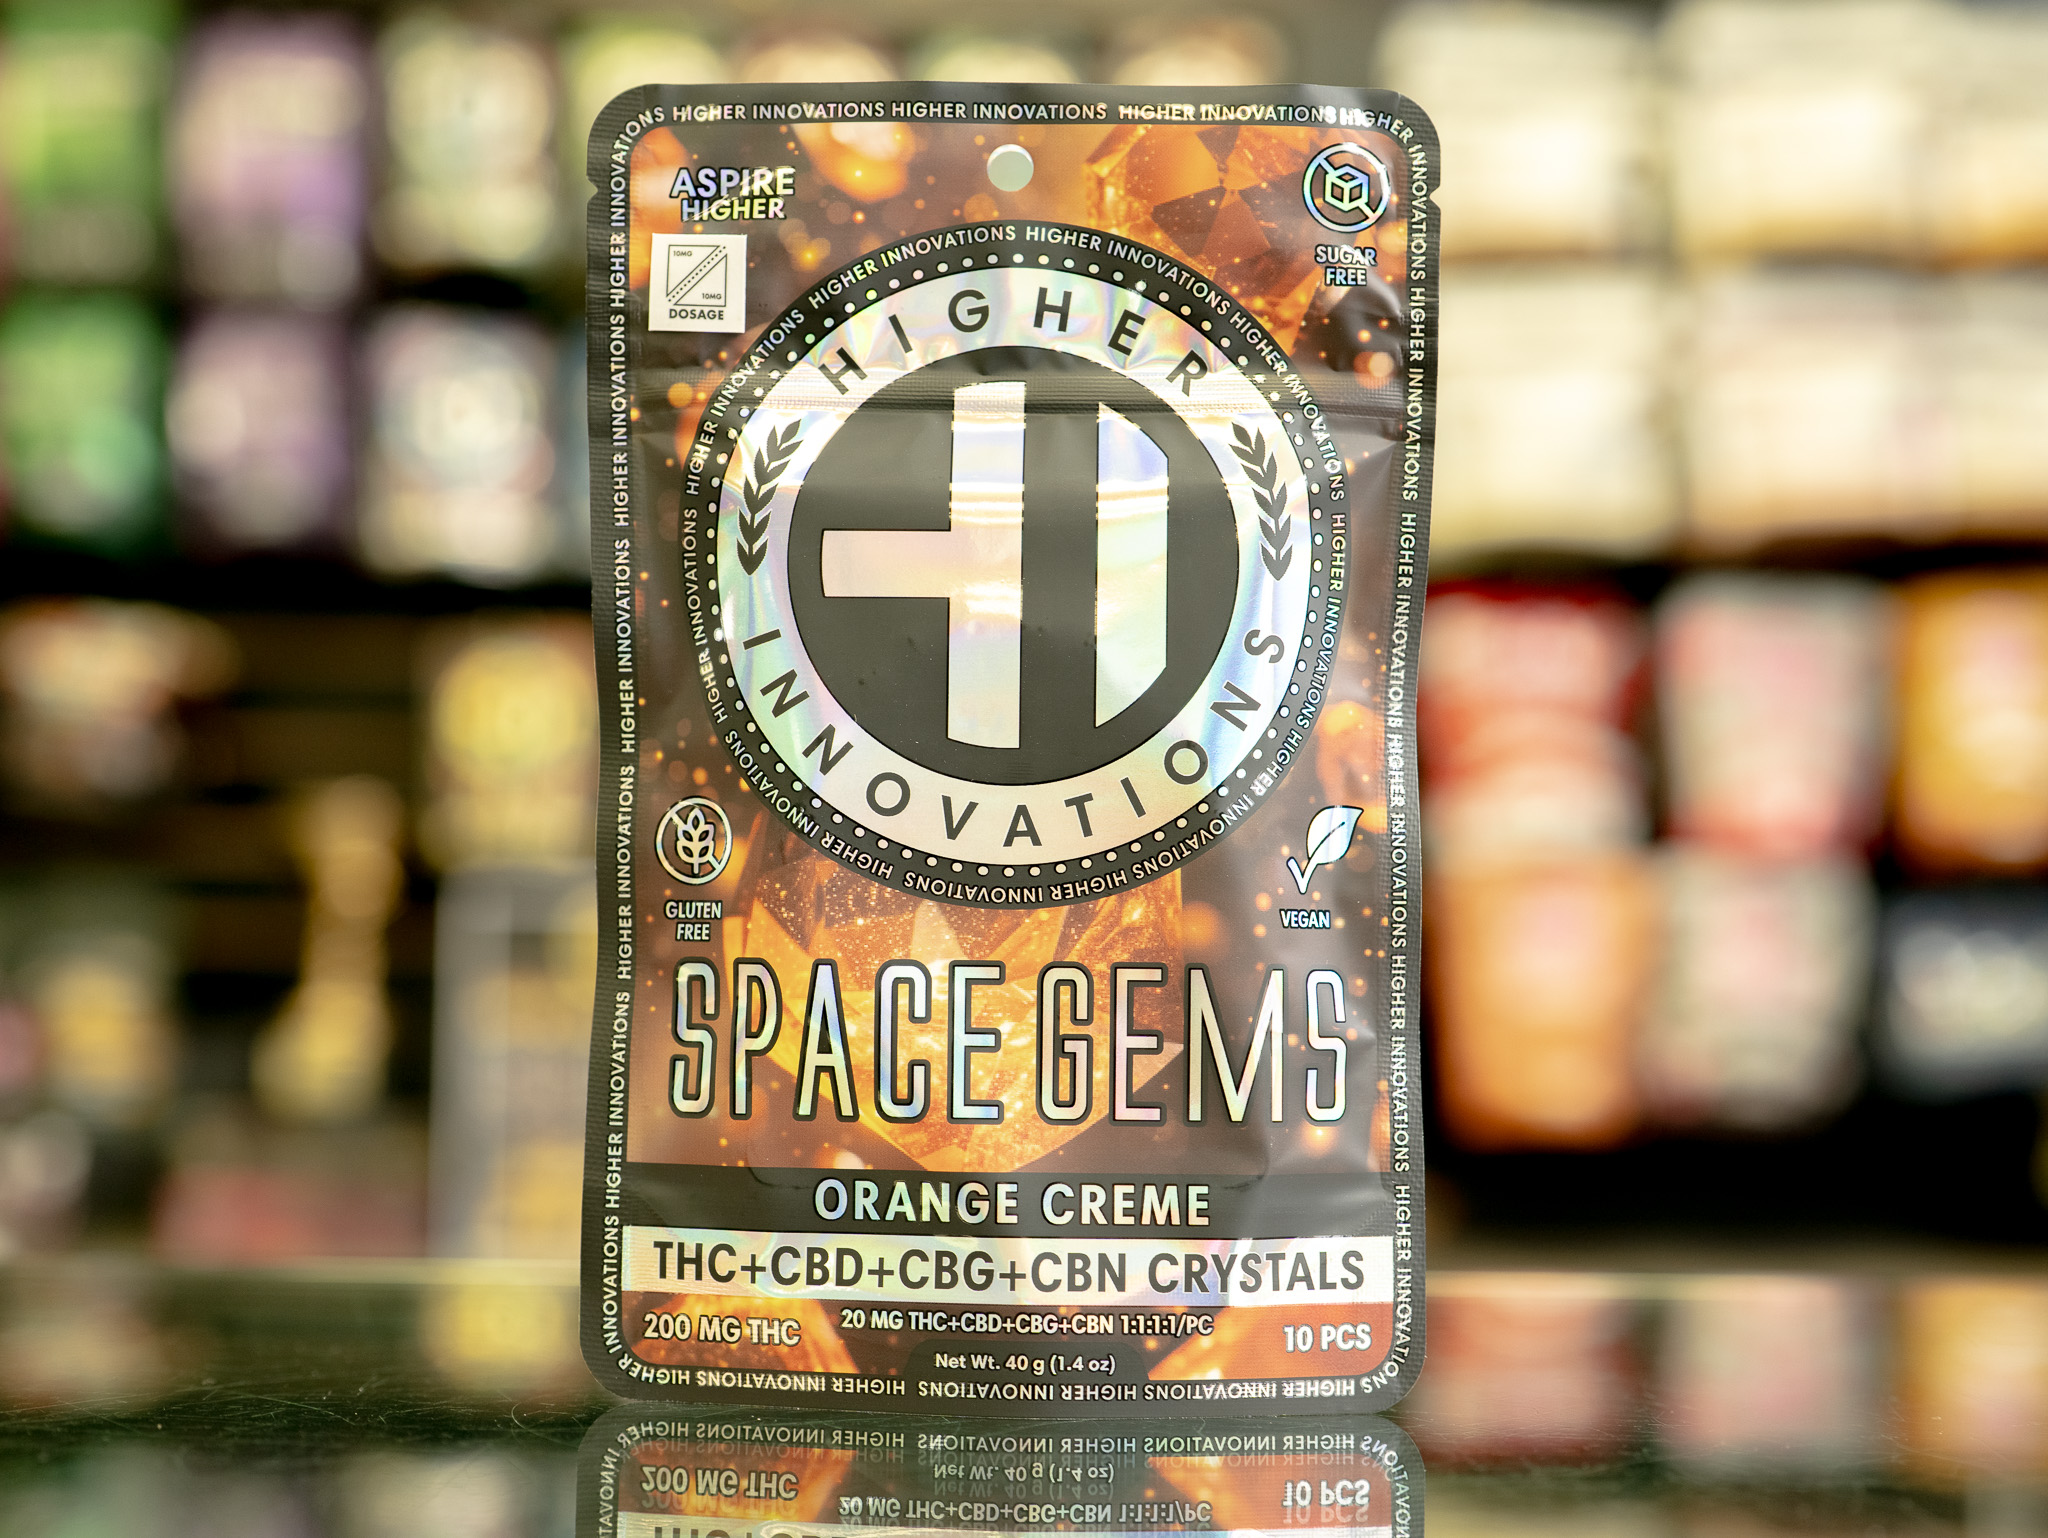 HIGHER INNOVATIONS HIGHER INNOVATIONS HIGHER INNOVATIONS
ASPIRE
HIGHER
10MG
10MG
DOSAGE
SUGAR
FREE
HIGHER INNOVATIONS HIGHER INNOVATIONS HIGHER INNOVATIONS
HIGHER
INNOVATIONS
GLUTEN
FREE
VEGAN
SPACE GEMS
ORANGE CREME
THC+CBD+CBG+CBN CRYSTALS
200 MG THC
20 MG THC+CBD+CBG+CBN 1:1:1:1/PC
10 PCS
Net Wt. 40 g (1.4 oz)
HIGHER INNOVATIONS HIGHER INNOVATIONS HIGHER INNOVATIONS